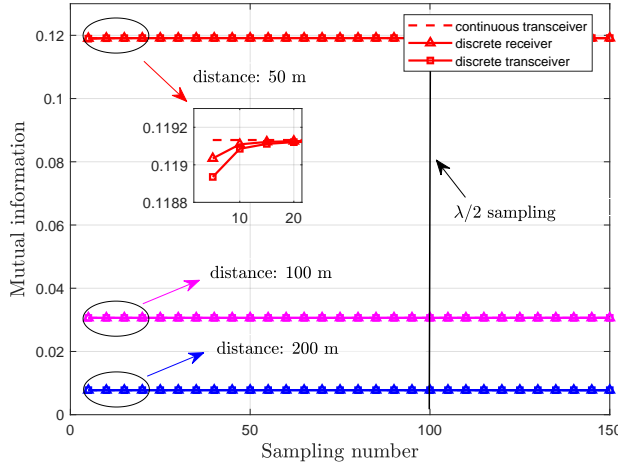 Mutual information
0.12
0.1
0.08
0.06
0.04
0.02
0
continuous transceiver
discrete receiver
discrete transceiver
distance: 50 m
0.1192
0.119
0.1188
10
20
λ/2 sampling
distance: 100 m
distance: 200 m
0
50
100
150
Sampling number